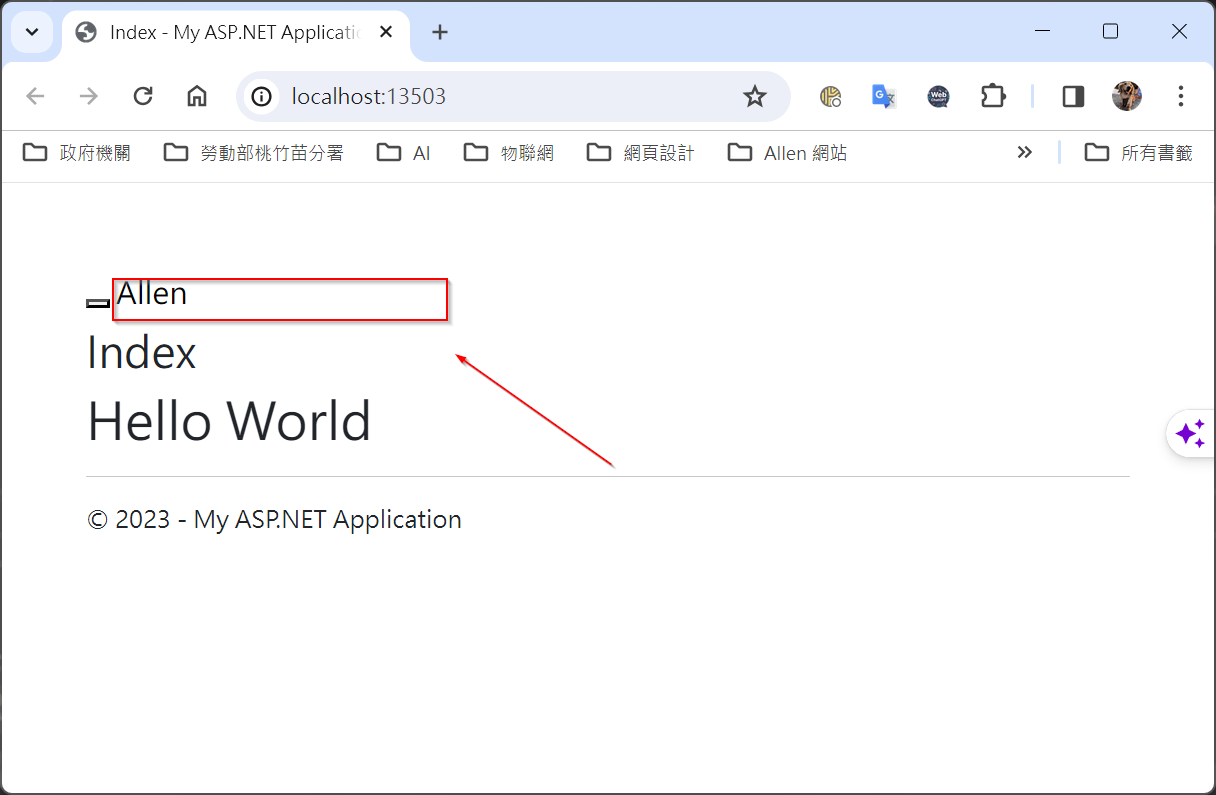 Index - My ASP.NET Applicatio
localhost:13503
政府機關 勞動部桃竹苗分署 AI 物聯網 網頁設計 Allen 網站 所有書籤
Allen
Index
Hello World
© 2023 - My ASP.NET Application